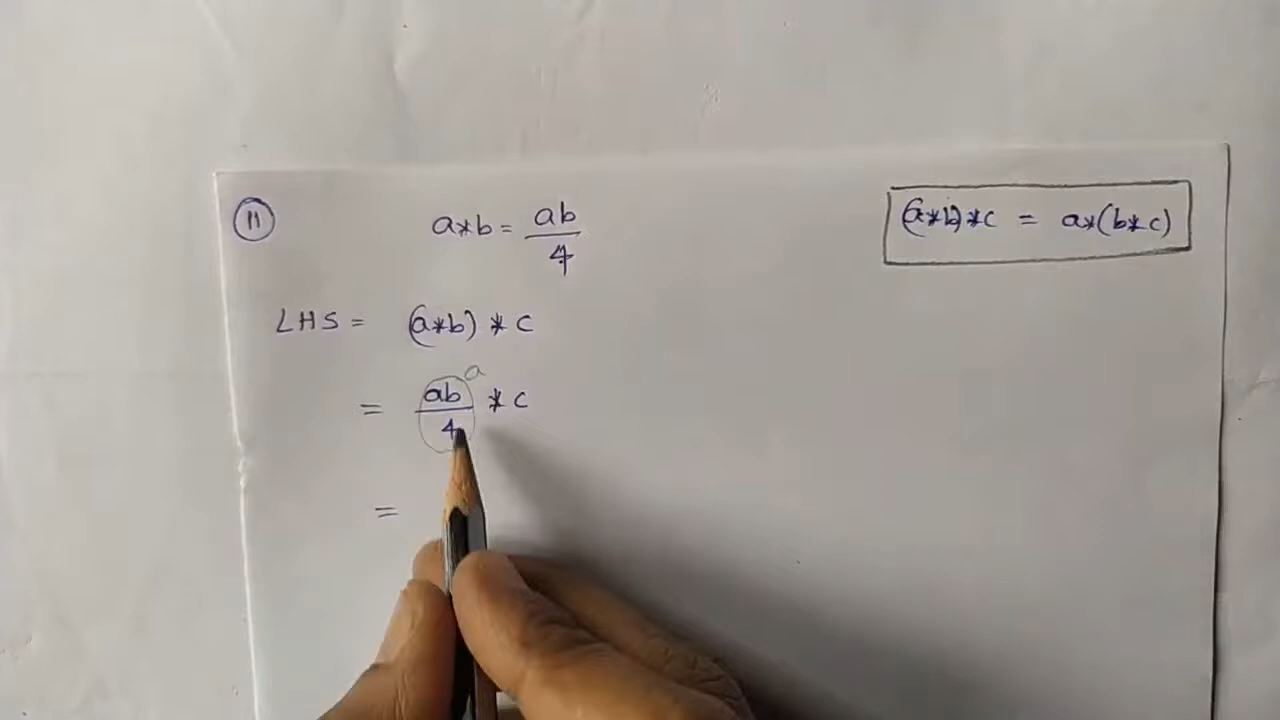 ⑪ a*b = ab/4
(a*b)*c = a*(b*c)
LHS = (a*b) * c
a
= ab/4 * c
=